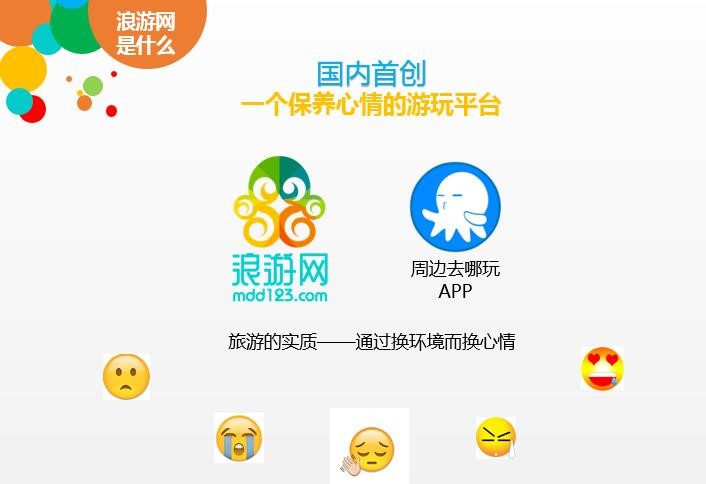 浪游网
是什么
国内首创
一个保养心情的游玩平台
浪游网
mdd123.com
周边去哪玩
APP
旅游的实质——通过换环境而换心情